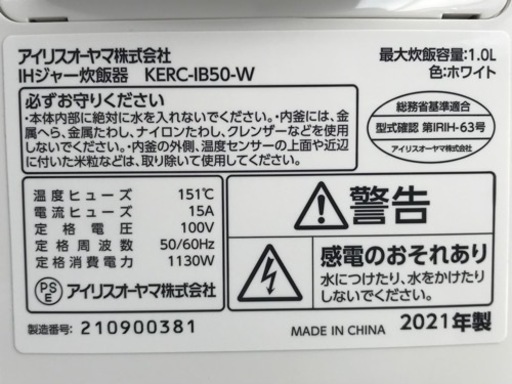 アイリスオーヤマ株式会社
IHジャー炊飯器 KERC-IB50-W
最大炊飯容量:1.0L
色:ホワイト
必ずお守りください
・本体内部に絶対に水を入れないでください。・内釜には、金
属へら、金属たわし、ナイロンたわし、クレンザーなどを使用
しないでください。・内釜の外側、温度センサーの上面や近辺
に付いた米粒などは、取り除いて使用してください。
総務省基準適合
型式確認 第IRIH-63号
アイリスオーヤマ株式会社
温度ヒューズ 151℃
電流ヒューズ 15A
定格電圧 100V
定格周波数 50/60Hz
定格消費電力 1130W
PSE アイリスオーヤマ株式会社
製造番号: 210900381
警告
感電のおそれあり
水につけたり、水をかけたり
しないでください。
MADE IN CHINA 2021年製